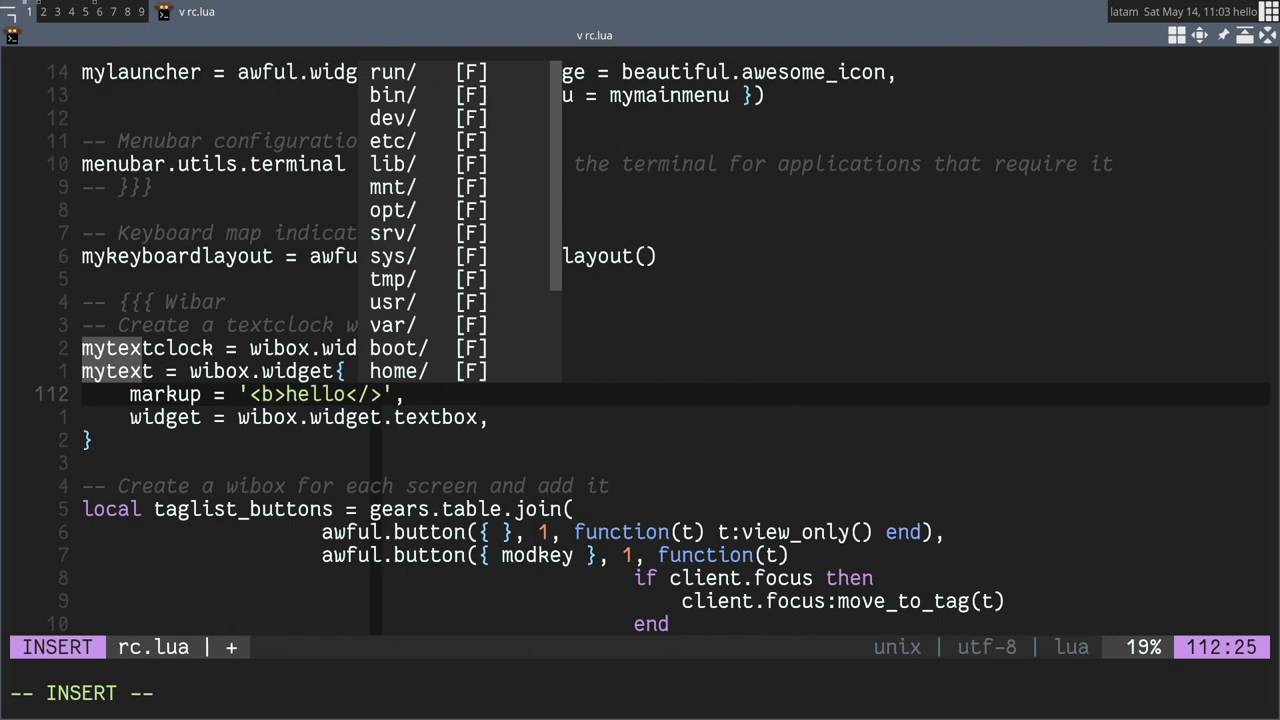 1 2 3 4 5 6 7 8 9 v rc.lua latam Sat May 14, 11:03 hello
v rc.lua
14 mylauncher = awful.widg run/ [F] ge = beautiful.awesome_icon,
13 bin/ [F] u = mymainmenu })
12 dev/ [F]
11 -- Menubar configuratio etc/ [F]
10 menubar.utils.terminal lib/ [F] the terminal for applications that require it
9 -- }}} mnt/ [F]
8 opt/ [F]
7 -- Keyboard map indicat srv/ [F]
6 mykeyboardlayout = awfu sys/ [F] layout()
5 tmp/ [F]
4 -- {{{ Wibar usr/ [F]
3 -- Create a textclock w var/ [F]
2 mytextclock = wibox.wid boot/ [F]
1 mytext = wibox.widget{ home/ [F]
112 markup = '<b>hello</>',
1 widget = wibox.widget.textbox,
2 }
3
4 -- Create a wibox for each screen and add it
5 local taglist_buttons = gears.table.join(
6 awful.button({ }, 1, function(t) t:view_only() end),
7 awful.button({ modkey }, 1, function(t)
8 if client.focus then
9 client.focus:move_to_tag(t)
10 end
INSERT rc.lua | + unix | utf-8 | lua 19% 112:25
-- INSERT --